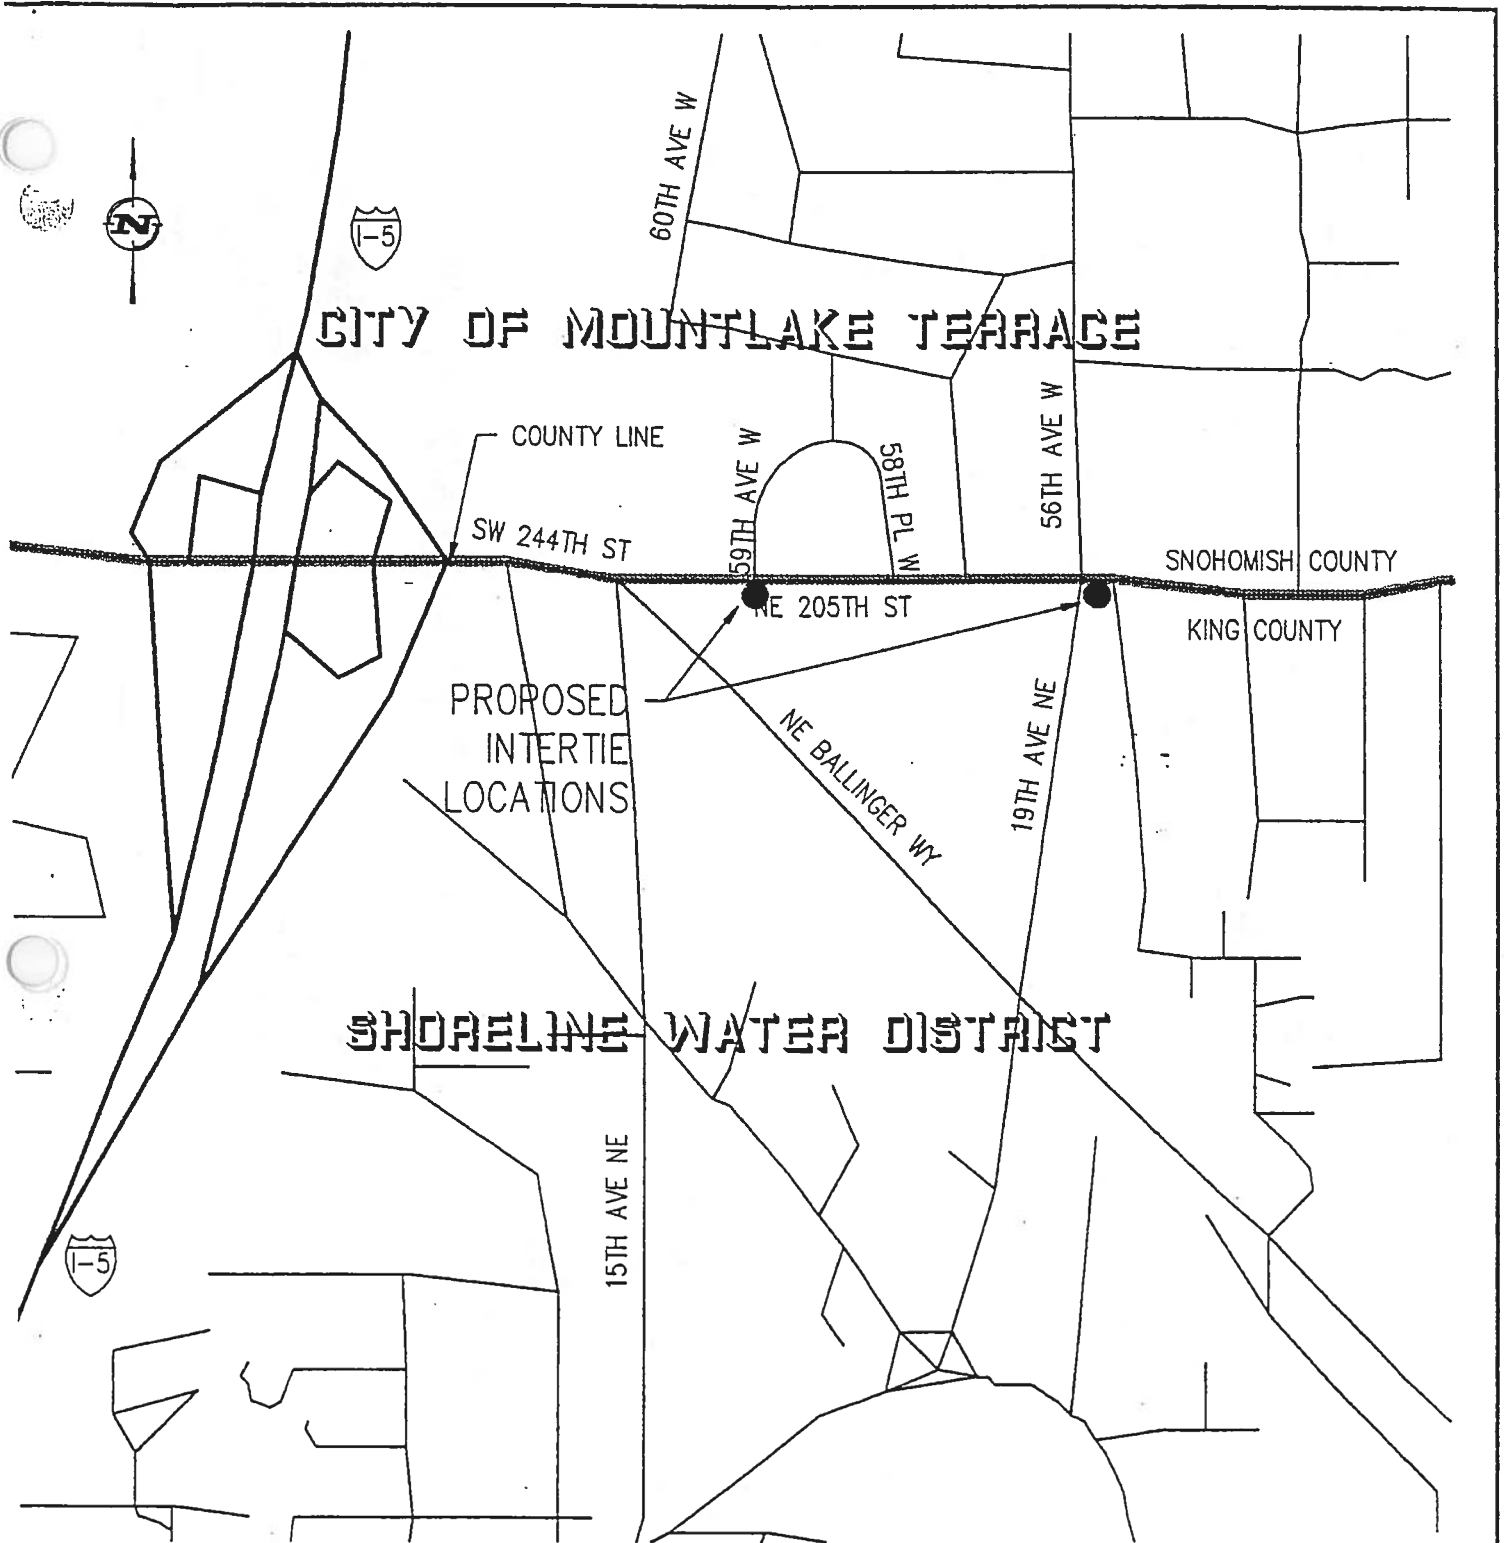 60TH AVE W
N
I-5
CITY OF MOUNTLAKE TERRACE
COUNTY LINE
59TH AVE W
58TH PL W
56TH AVE W
SW 244TH ST
SNOHOMISH COUNTY
NE 205TH ST
KING COUNTY
PROPOSED
INTERTIE
LOCATIONS
NE BALLINGER WY
19TH AVE NE
SHORELINE WATER DISTRICT
15TH AVE NE
I-5